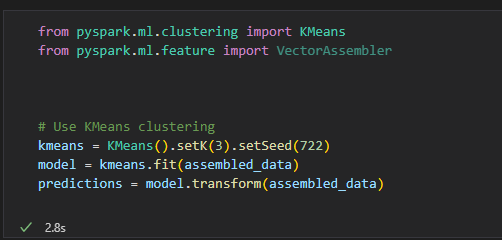 from pyspark.ml.clustering import KMeans
from pyspark.ml.feature import VectorAssembler
# Use KMeans clustering
kmeans = KMeans().setK(3).setSeed(722)
model = kmeans.fit(assembled_data)
predictions = model.transform(assembled_data)
✓ 2.8s